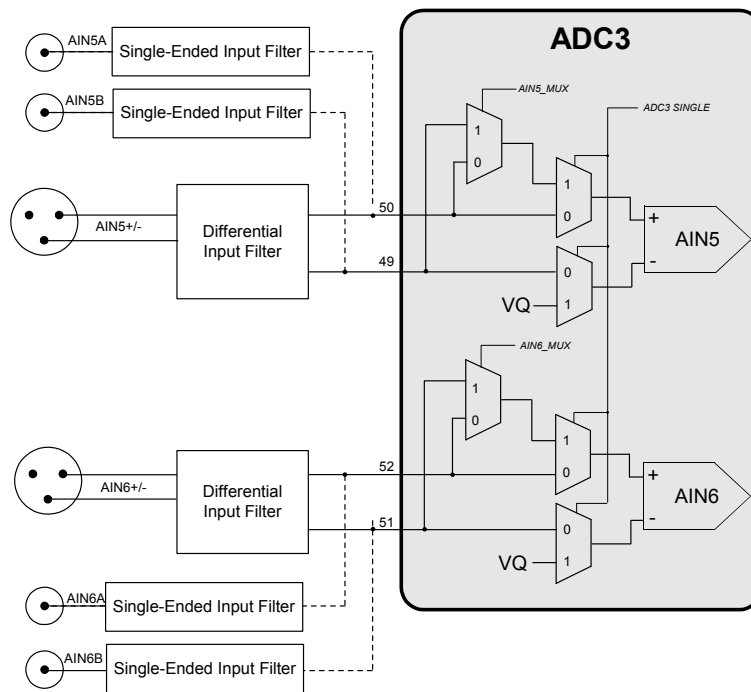 ADC3
AIN5A
Single-Ended Input Filter
AIN5B
Single-Ended Input Filter
AIN5_MUX
ADC3 SINGLE
1
0
1
0
AIN5+/-
Differential
Input Filter
50
49
0
1
VQ
+
-
AIN5
AIN6_MUX
1
0
1
0
AIN6+/-
Differential
Input Filter
52
51
0
1
VQ
+
-
AIN6
AIN6A
Single-Ended Input Filter
AIN6B
Single-Ended Input Filter